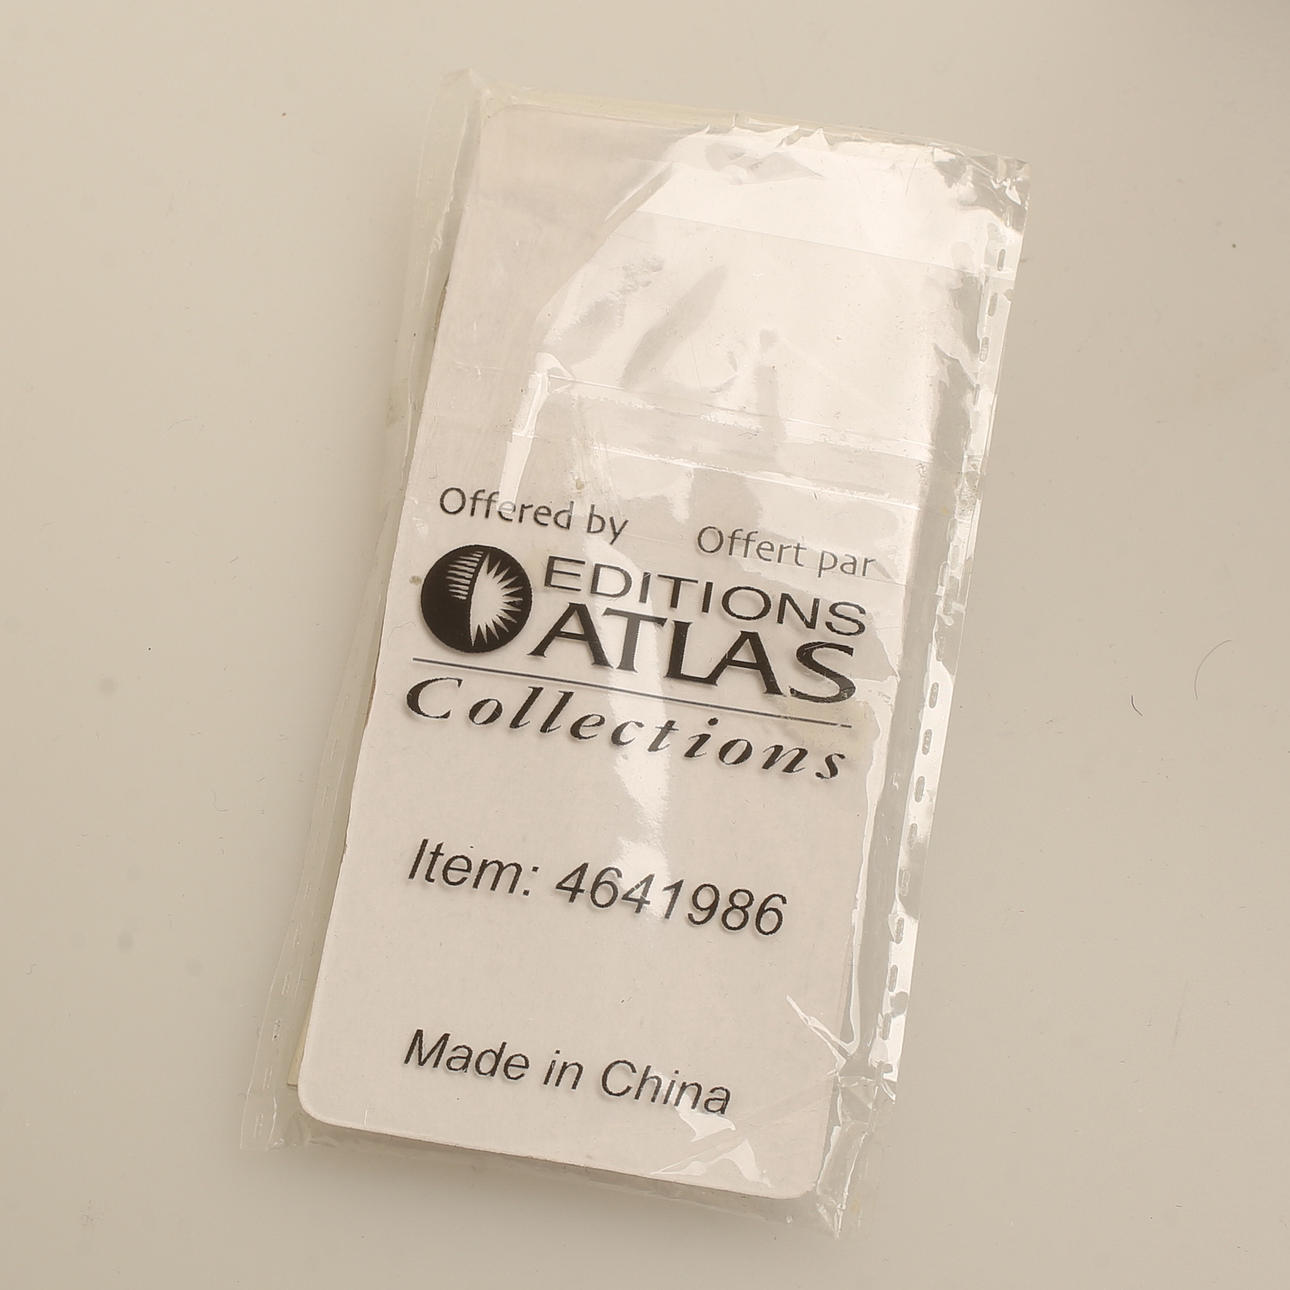 Offered by Offert par
EDITIONS
ATLAS
Collections
Item: 4641986
Made in China